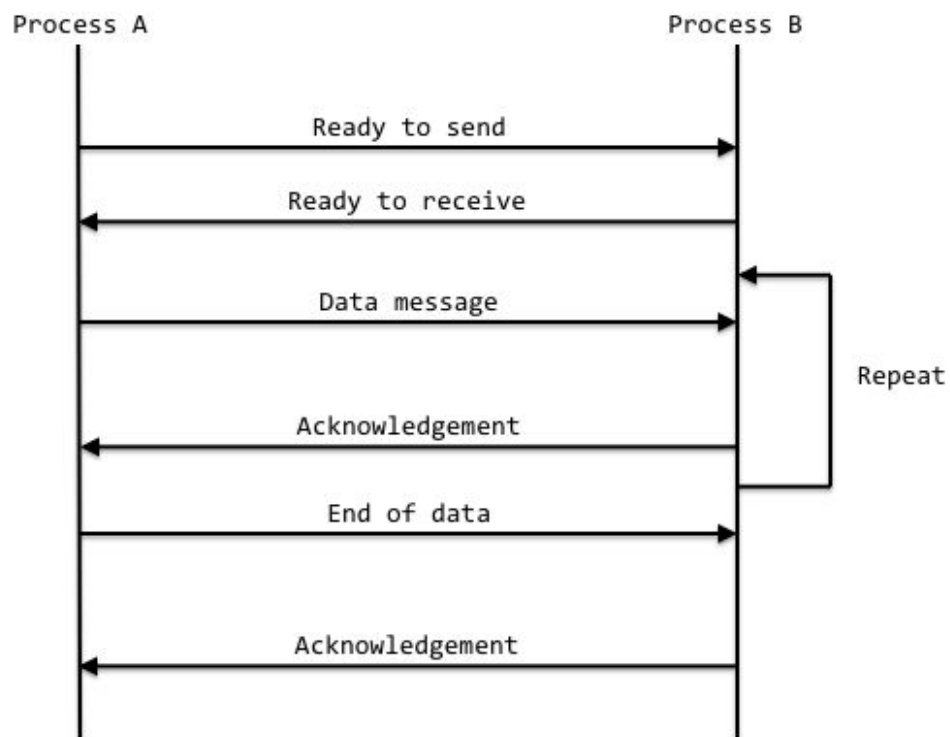 Process A
Process B
Ready to send
Ready to receive
Data message
Repeat
Acknowledgement
End of data
Acknowledgement